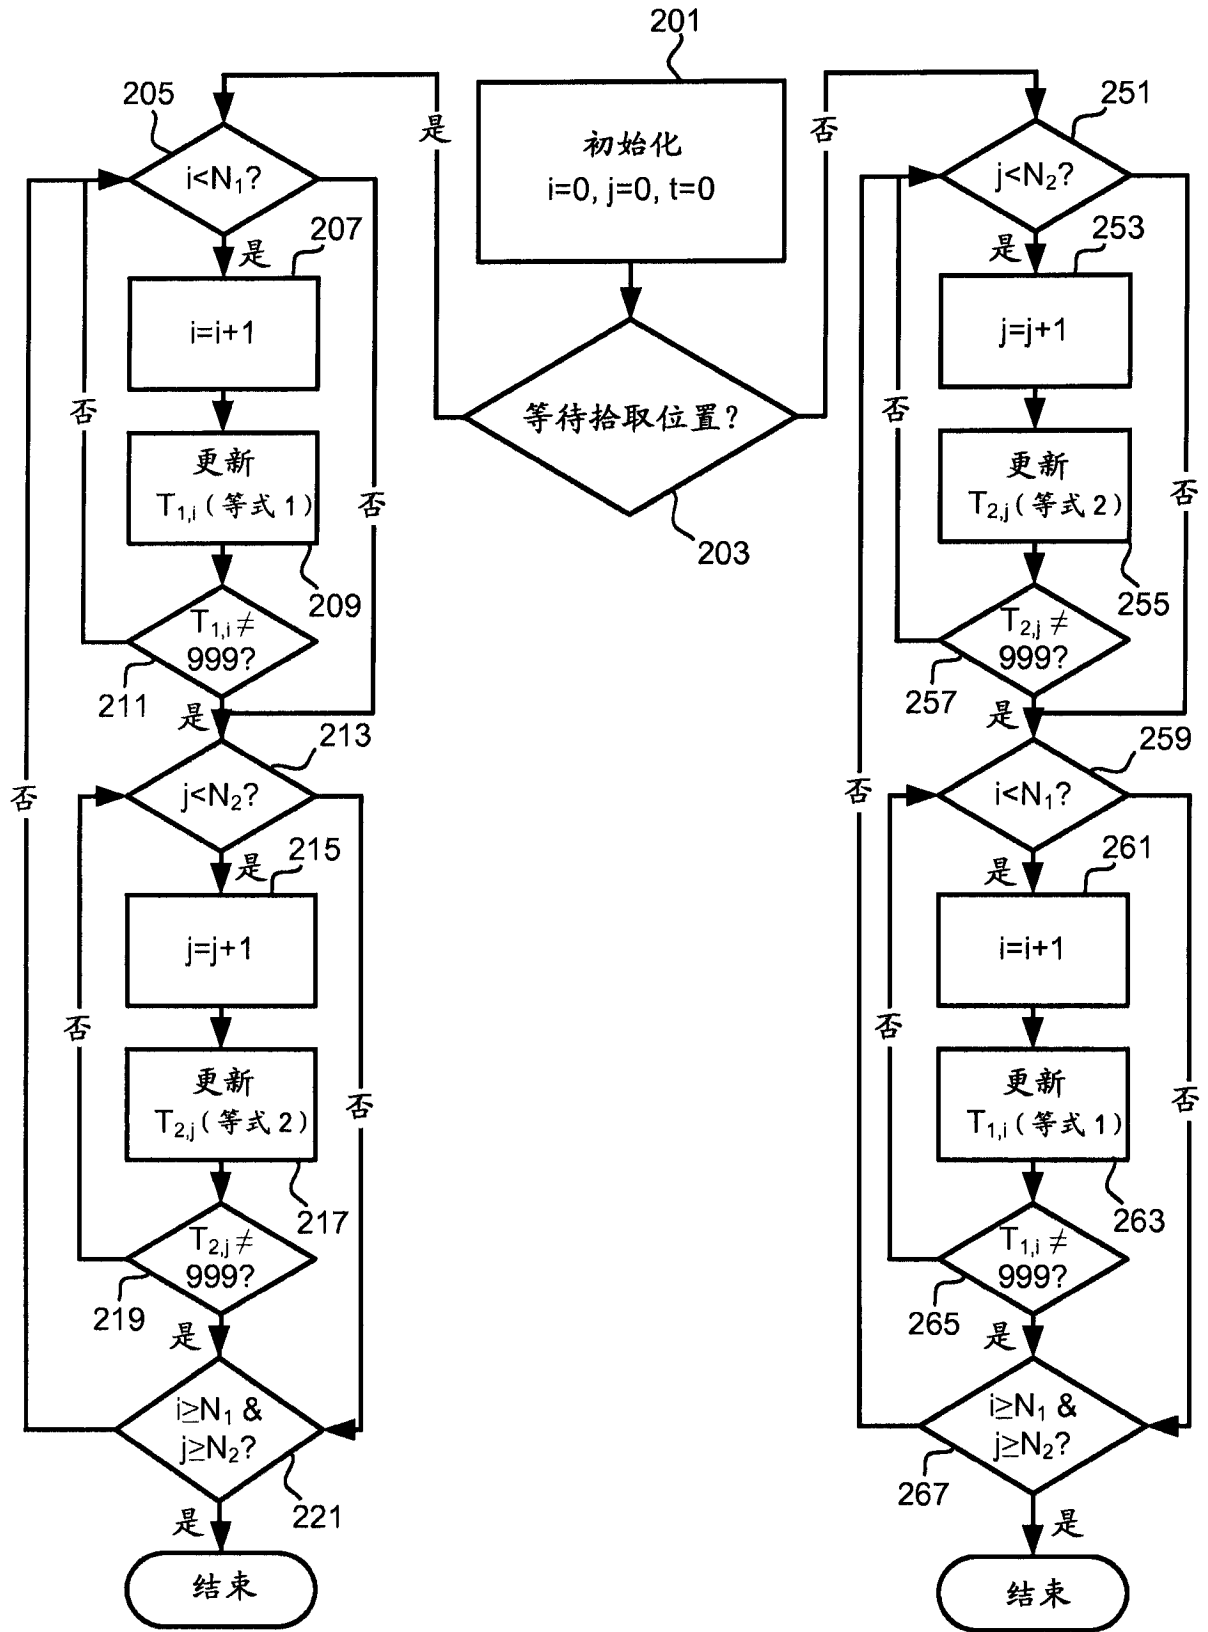 201
初始化
i=0, j=0, t=0
等待拾取位置?
203
是
否
205
i<N₁?
是
207
i=i+1
更新
T₁,ᵢ(等式1)
209
T₁,ᵢ≠
999?
211
否
否
是
213
j<N₂?
是
215
j=j+1
更新
T₂,ⱼ(等式2)
217
T₂,ⱼ≠
999?
219
否
否
是
i≥N₁ &
j≥N₂?
221
否
是
结束
251
j<N₂?
是
253
j=j+1
更新
T₂,ⱼ(等式2)
255
T₂,ⱼ≠
999?
257
否
否
是
259
i<N₁?
是
261
i=i+1
更新
T₁,ᵢ(等式1)
263
T₁,ᵢ≠
999?
265
否
否
是
i≥N₁ &
j≥N₂?
267
否
是
结束